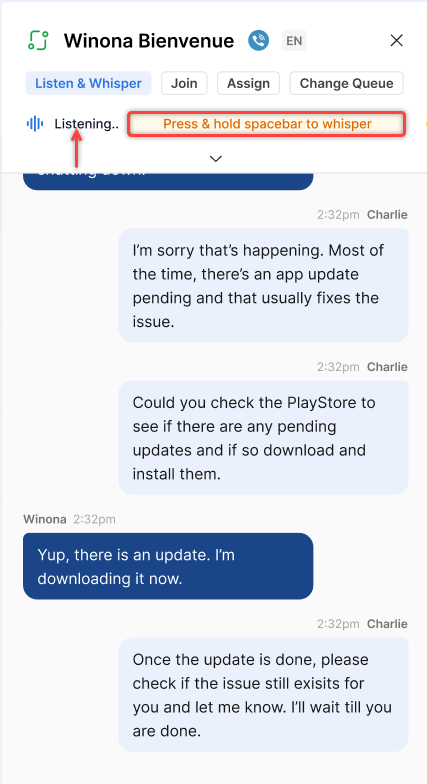 Winona Bienvenue EN
Listen & Whisper Join Assign Change Queue
Listening.. Press & hold spacebar to whisper
shutting down.
2:32pm Charlie
I'm sorry that's happening. Most of
the time, there's an app update
pending and that usually fixes the
issue.
2:32pm Charlie
Could you check the PlayStore to
see if there are any pending
updates and if so download and
install them.
Winona 2:32pm
Yup, there is an update. I'm
downloading it now.
2:32pm Charlie
Once the update is done, please
check if the issue still exisits for
you and let me know. I'll wait till you
are done.